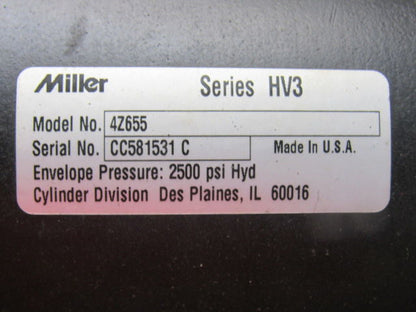 Miller Series HV3
Model No. 4Z655
Serial No. CC581531 C Made In U.S.A.
Envelope Pressure: 2500 psi Hyd
Cylinder Division Des Plaines, IL 60016